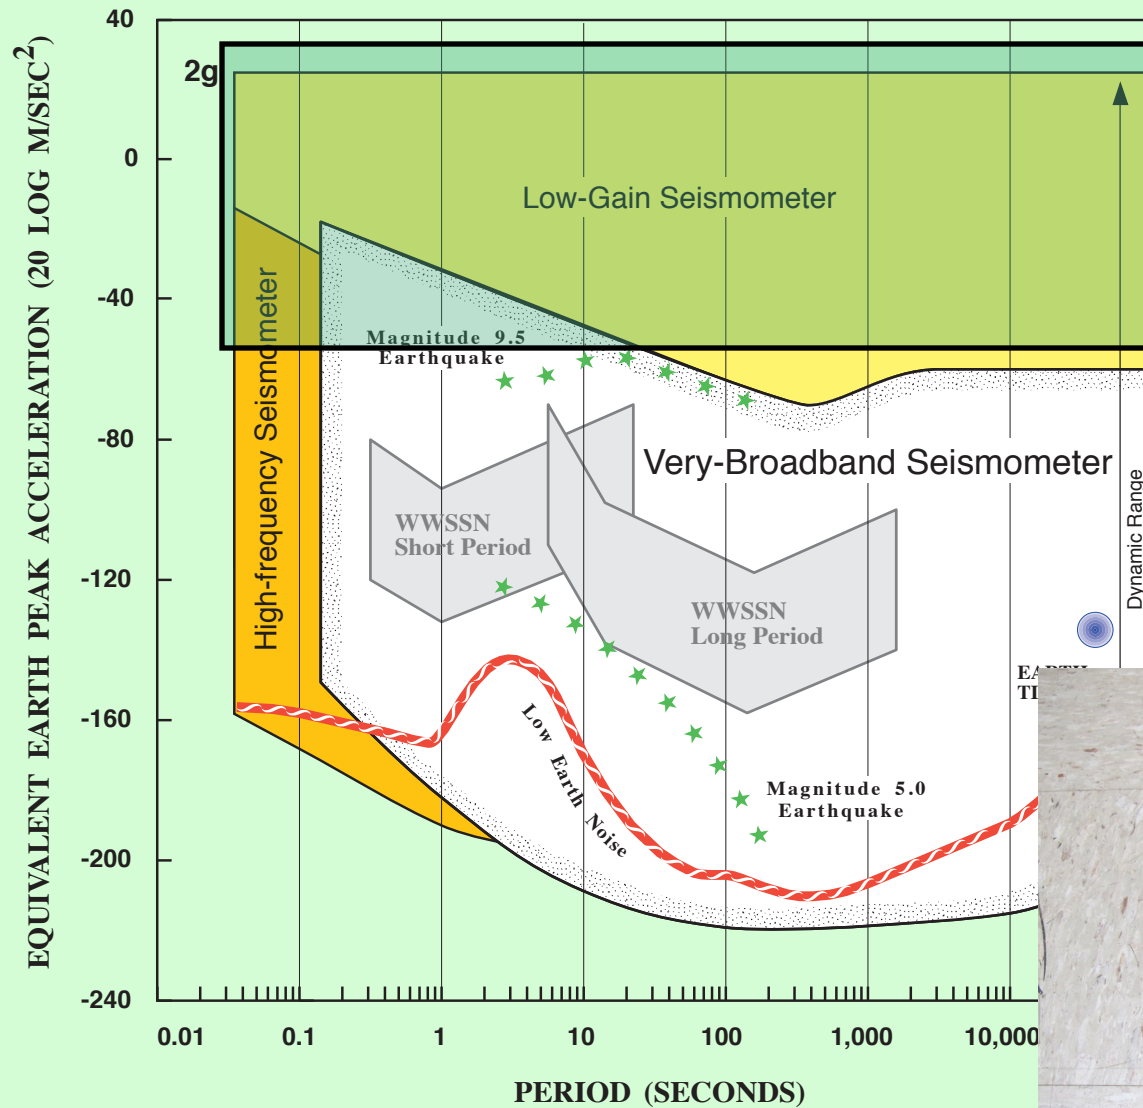 EQUIVALENT EARTH PEAK ACCELERATION (20 LOG M/SEC²)
40
2g
0
-40
-80
-120
-160
-200
-240
Low-Gain Seismometer
High-frequency Seismometer
Magnitude 9.5
Earthquake
Very-Broadband Seismometer
WWSSN
Short Period
WWSSN
Long Period
Dynamic Range
Low Earth Noise
Magnitude 5.0
Earthquake
0.01
0.1
1
10
100
1,000
10,000
PERIOD (SECONDS)